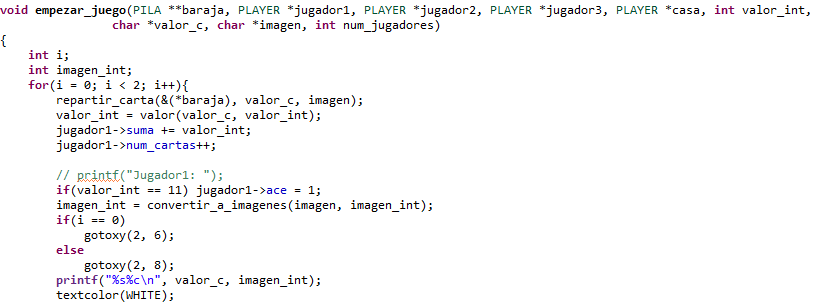 void empezar_juego(PILA **baraja, PLAYER *jugador1, PLAYER *jugador2, PLAYER *jugador3, PLAYER *casa, int valor_int,
char *valor_c, char *imagen, int num_jugadores)
{
int i;
int imagen_int;
for(i = 0; i < 2; i++){
repartir_carta(&(*baraja), valor_c, imagen);
valor_int = valor(valor_c, valor_int);
jugador1->suma += valor_int;
jugador1->num_cartas++;
// printf("Jugador1: ");
if(valor_int == 11) jugador1->ace = 1;
imagen_int = convertir_a_imagenes(imagen, imagen_int);
if(i == 0)
gotoxy(2, 6);
else
gotoxy(2, 8);
printf("%s%c\n", valor_c, imagen_int);
textcolor(WHITE);